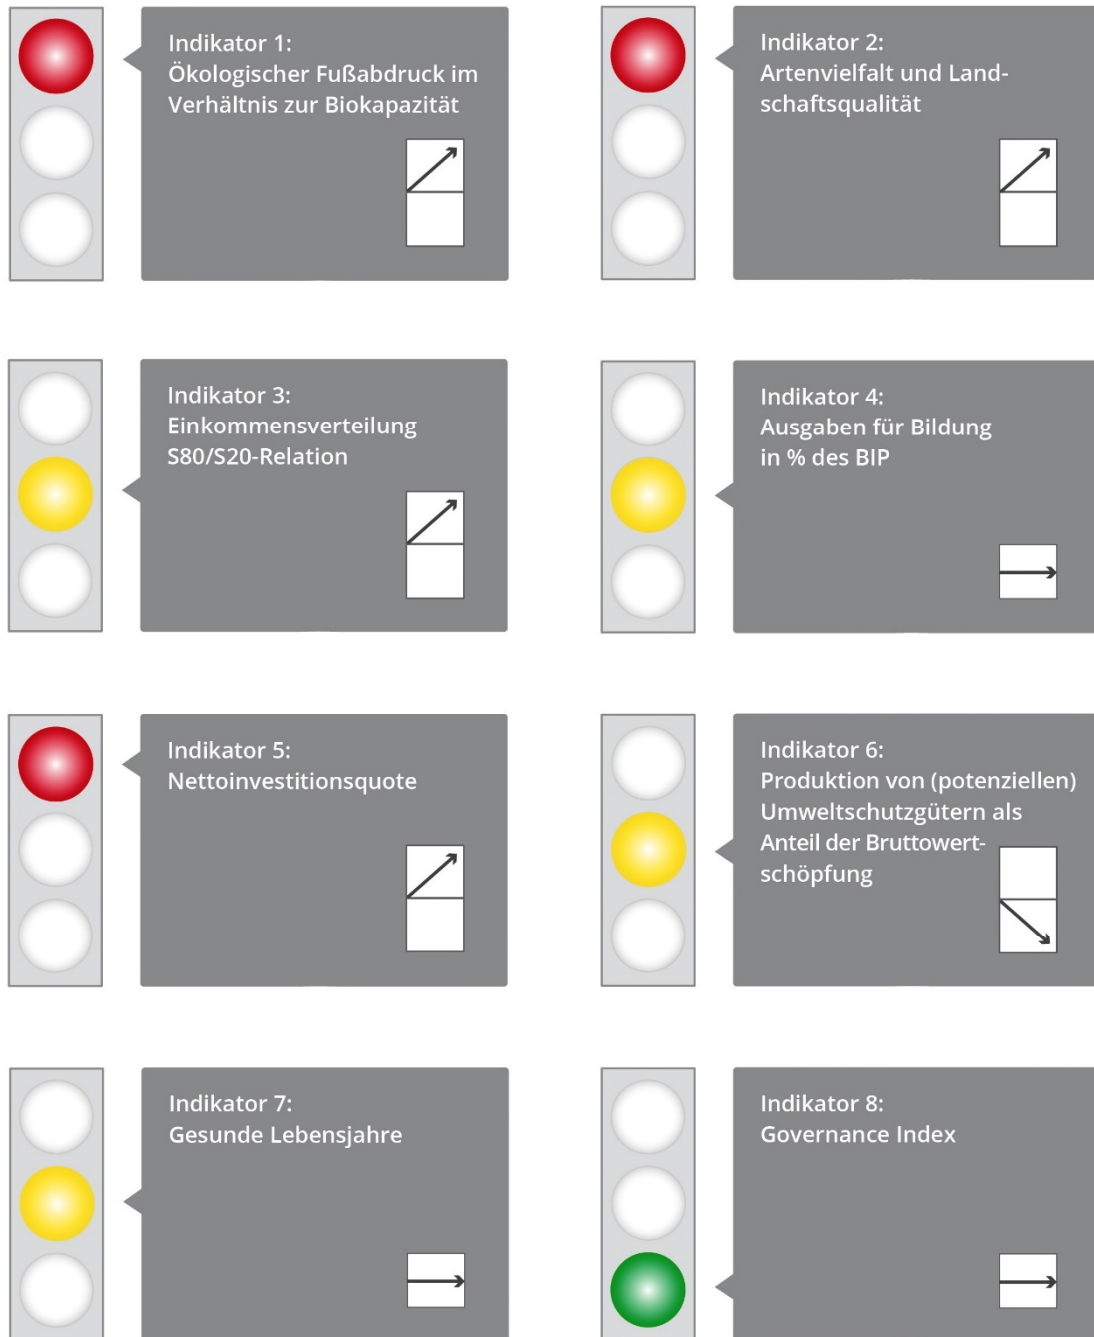 Indikator 1:
Ökologischer Fußabdruck im
Verhältnis zur Biokapazität
Indikator 2:
Artenvielfalt und Land-
schaftsqualität
Indikator 3:
Einkommensverteilung
S80/S20-Relation
Indikator 4:
Ausgaben für Bildung
in % des BIP
Indikator 5:
Nettoinvestitionsquote
Indikator 6:
Produktion von (potenziellen)
Umweltschutzgütern als
Anteil der Bruttowert-
schöpfung
Indikator 7:
Gesunde Lebensjahre
Indikator 8:
Governance Index